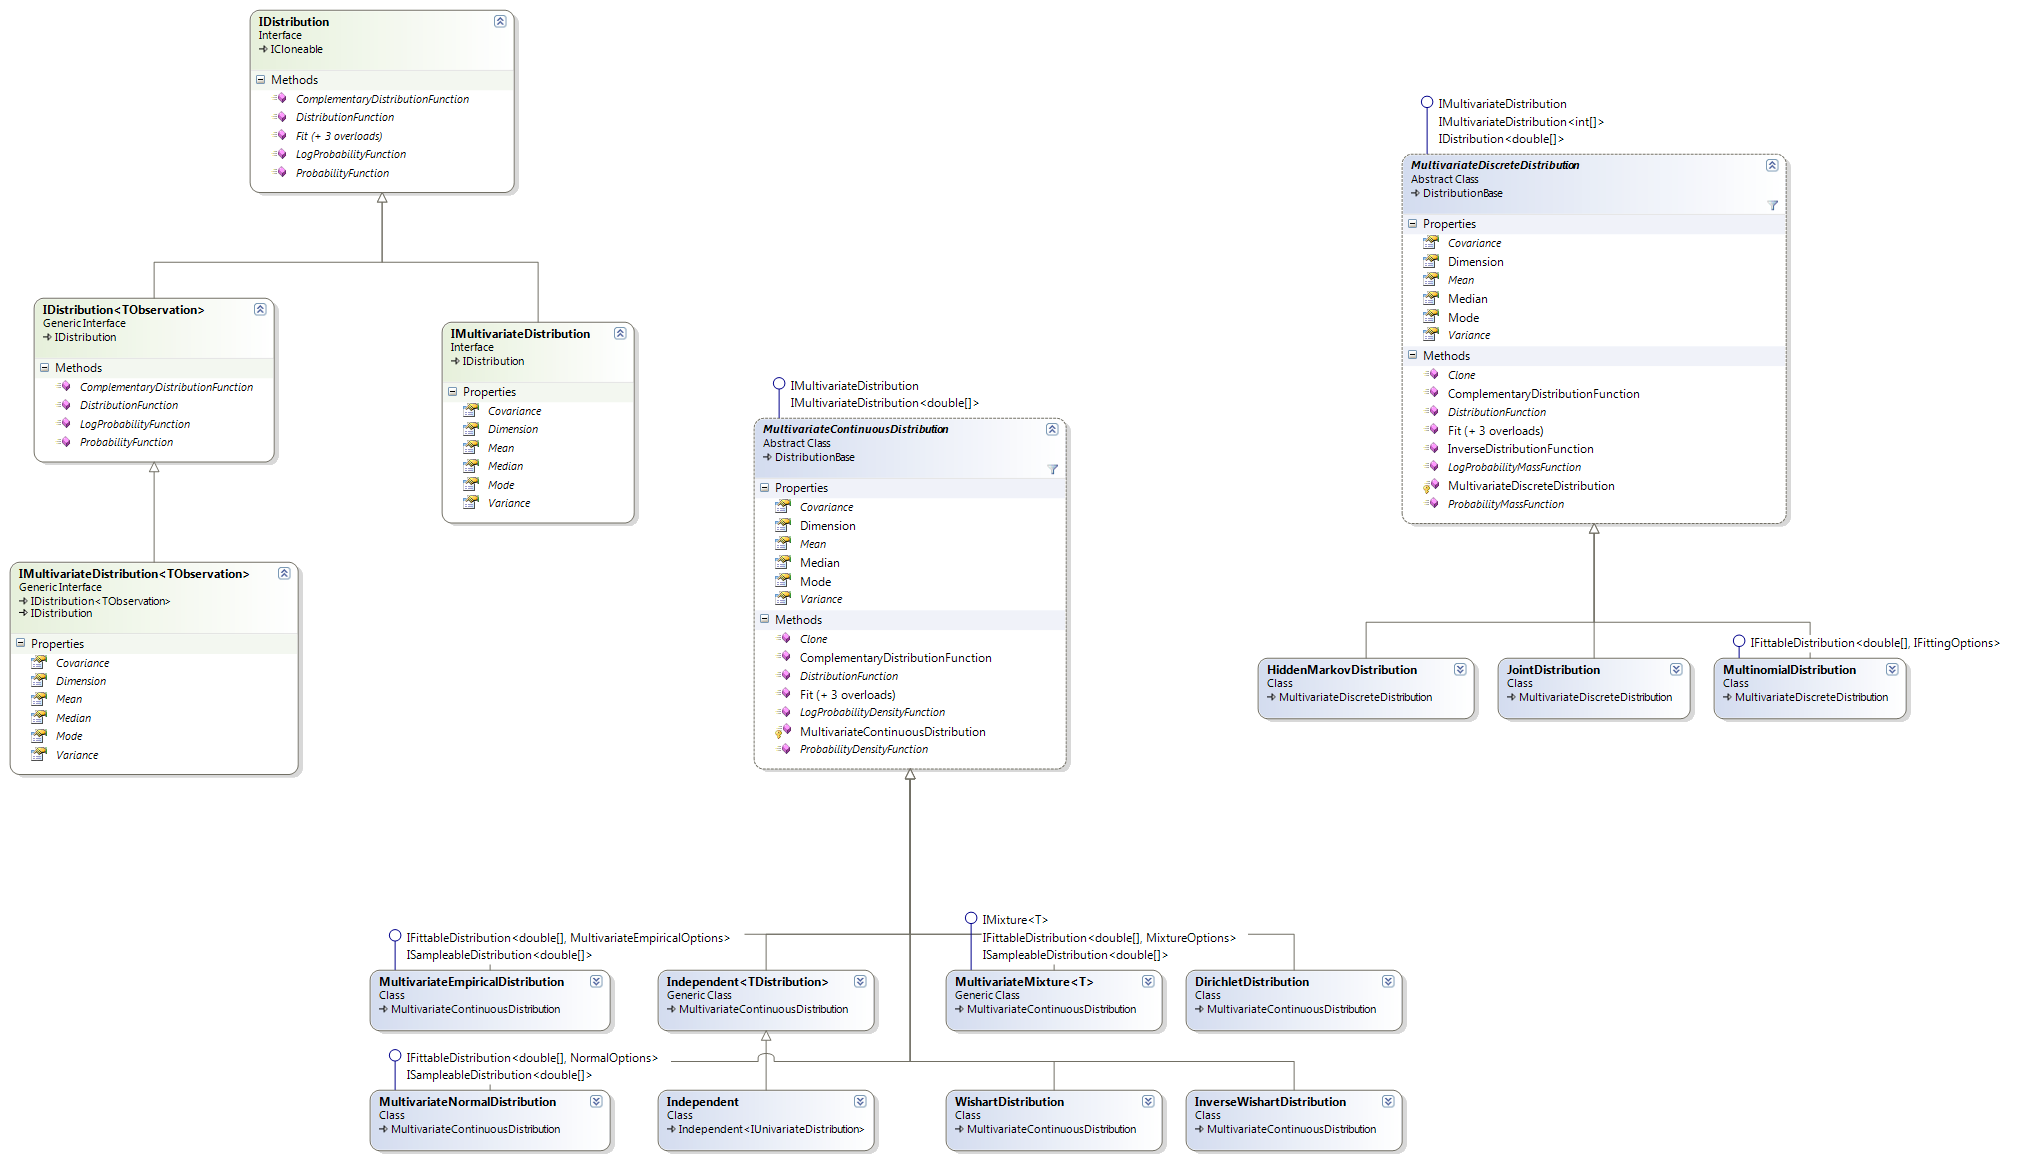 IDistribution
Interface
ICloneable
Methods
ComplementaryDistributionFunction
DistributionFunction
Fit (+ 3 overloads)
LogProbabilityFunction
ProbabilityFunction
IDistribution<TObservation>
Generic Interface
IDistribution
Methods
ComplementaryDistributionFunction
DistributionFunction
LogProbabilityFunction
ProbabilityFunction
IMultivariateDistribution
Interface
IDistribution
Properties
Covariance
Dimension
Mean
Median
Mode
Variance
IMultivariateDistribution<TObservation>
Generic Interface
IDistribution<TObservation>
IDistribution
Properties
Covariance
Dimension
Mean
Median
Mode
Variance
IMultivariateDistribution
IMultivariateDistribution<double[]>
MultivariateContinuousDistribution
Abstract Class
DistributionBase
Properties
Covariance
Dimension
Mean
Median
Mode
Variance
Methods
Clone
ComplementaryDistributionFunction
DistributionFunction
Fit (+ 3 overloads)
LogProbabilityDensityFunction
MultivariateContinuousDistribution
ProbabilityDensityFunction
IMultivariateDistribution
IMultivariateDistribution<int[]>
IDistribution<double[]>
MultivariateDiscreteDistribution
Abstract Class
DistributionBase
Properties
Covariance
Dimension
Mean
Median
Mode
Variance
Methods
Clone
ComplementaryDistributionFunction
DistributionFunction
Fit (+ 3 overloads)
InverseDistributionFunction
LogProbabilityMassFunction
MultivariateDiscreteDistribution
ProbabilityMassFunction
HiddenMarkovDistribution
Class
MultivariateDiscreteDistribution
JointDistribution
Class
MultivariateDiscreteDistribution
IFittableDistribution<double[], IFittingOptions>
MultinomialDistribution
Class
MultivariateDiscreteDistribution
IFittableDistribution<double[], MultivariateEmpiricalOptions>
ISampleableDistribution<double[]>
MultivariateEmpiricalDistribution
Class
MultivariateContinuousDistribution
Independent<TDistribution>
Generic Class
MultivariateContinuousDistribution
IMixture<T>
IFittableDistribution<double[], MixtureOptions>
ISampleableDistribution<double[]>
MultivariateMixture<T>
Generic Class
MultivariateContinuousDistribution
DirichletDistribution
Class
MultivariateContinuousDistribution
IFittableDistribution<double[], NormalOptions>
ISampleableDistribution<double[]>
MultivariateNormalDistribution
Class
MultivariateContinuousDistribution
Independent
Class
Independent<IUnivariateDistribution>
WishartDistribution
Class
MultivariateContinuousDistribution
InverseWishartDistribution
Class
MultivariateContinuousDistribution